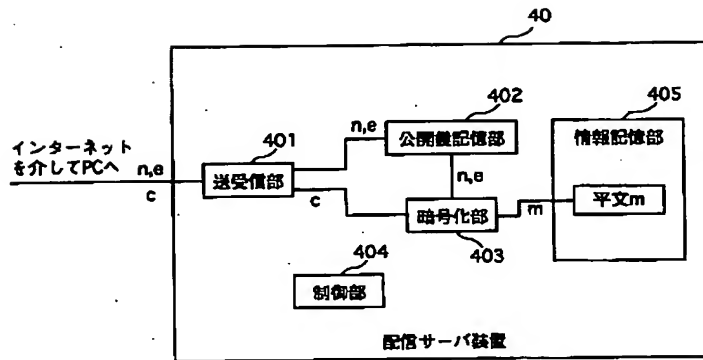 40
402
405
401
n,e
公開鍵記憶部
情報記憶部
インターネット
を介してPCへ
n,e
送受信部
n,e
c
c
暗号化部
m
平文m
403
404
制御部
配信サーバ装置